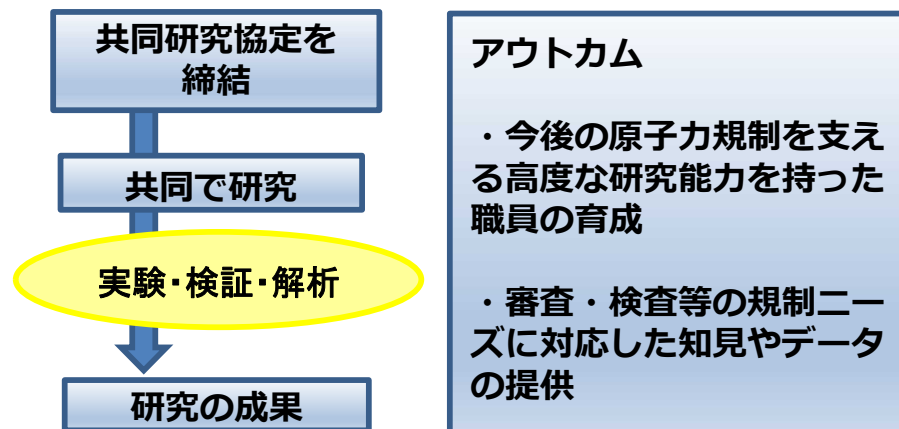 共同研究協定を
締結
共同で研究
実験・検証・解析
研究の成果
アウトカム
・今後の原子力規制を支え
る高度な研究能力を持った
職員の育成
・審査・検査等の規制ニー
ズに対応した知見やデータ
の提供